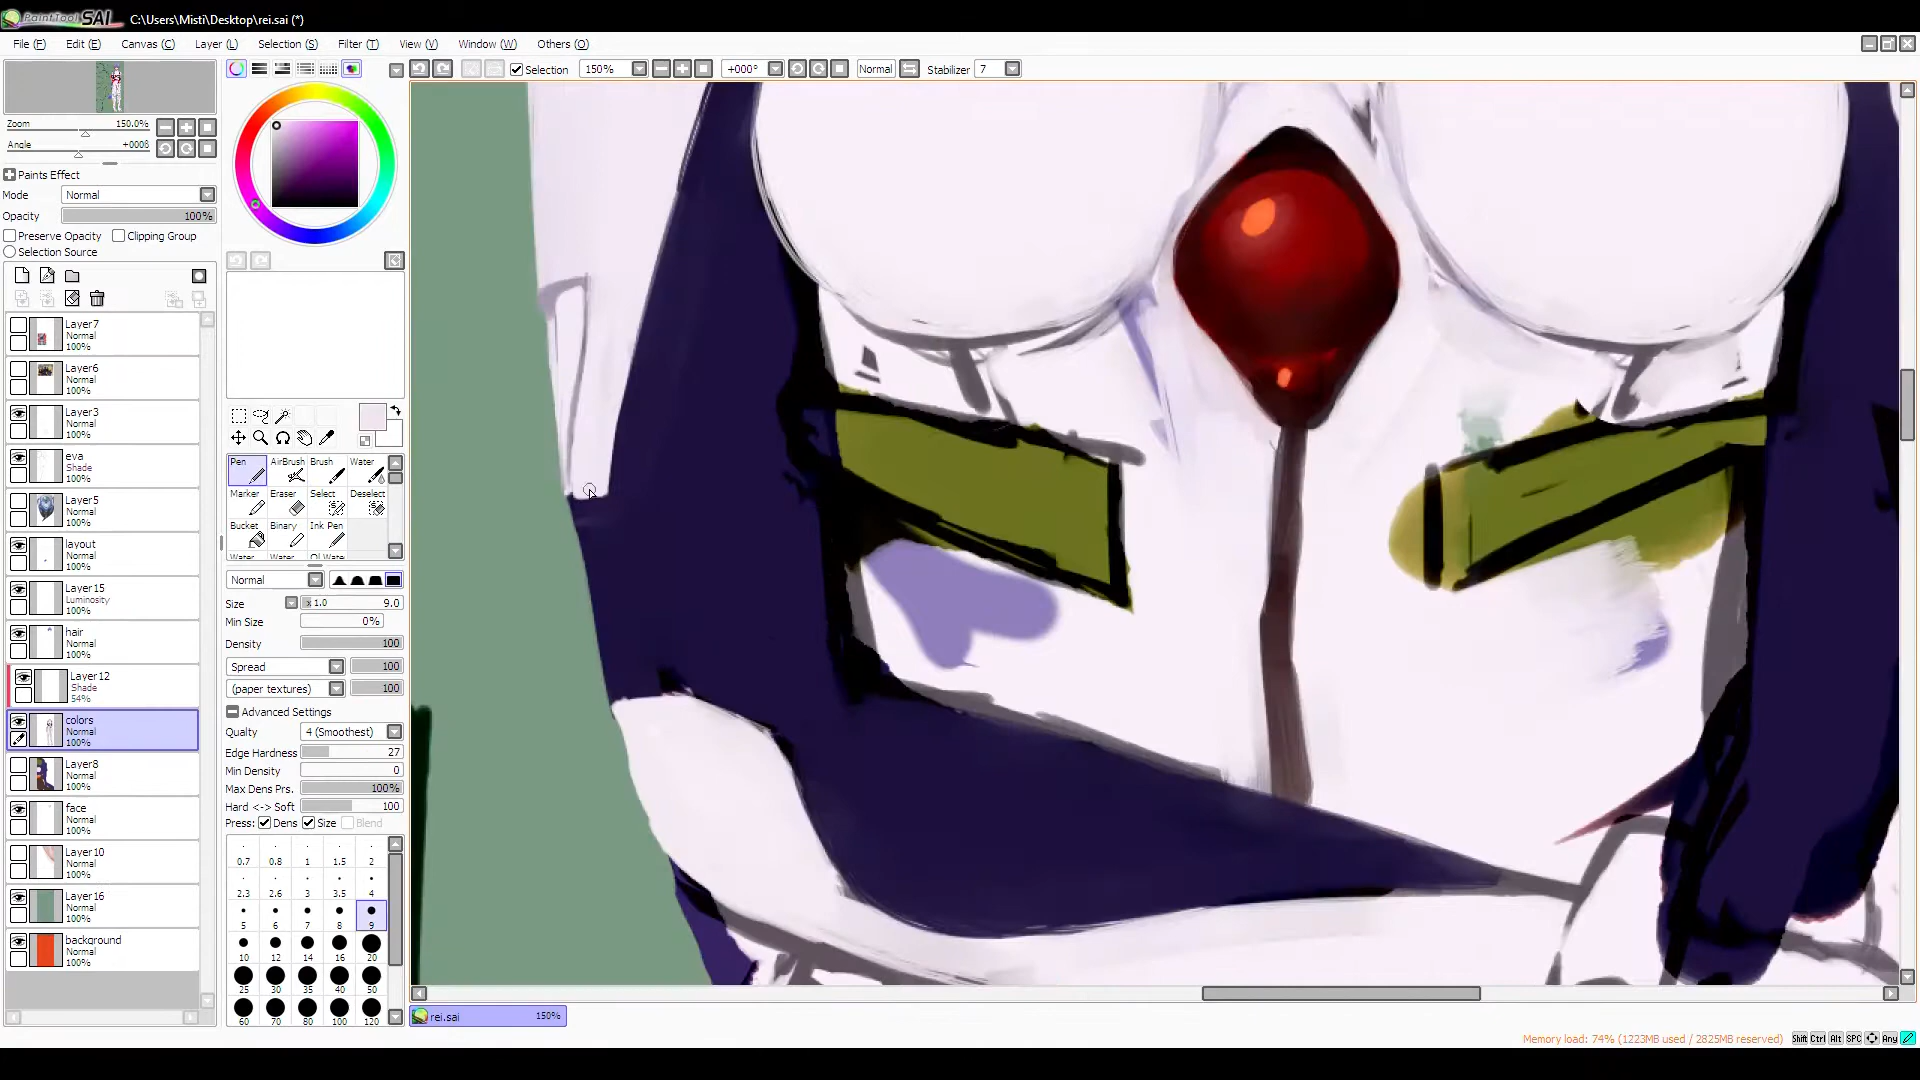 PaintTool SAI C:\Users\Misti\Desktop\rei.sai (*)
File (F) Edit (E) Canvas (C) Layer (L) Selection (S) Filter (T) View (V) Window (W) Others (O)
Selection 150% +000° Normal Stabilizer 7
Zoom 150.0%
Angle +000°
Paints Effect
Mode Normal
Opacity 100%
Preserve Opacity Clipping Group
Selection Source
Layer7
Normal
100%
Layer6
Normal
100%
Layer3
Normal
100%
eva
Shade
100%
Layer5
Normal
100%
layout
Normal
100%
Layer15
Luminosity
100%
hair
Normal
100%
Layer12
Shade
54%
colors
Normal
100%
Layer8
Normal
100%
face
Normal
100%
Layer10
Normal
100%
Layer16
Normal
100%
background
Normal
100%
Pen AirBrush Brush Water
Marker Eraser Select Deselect
Bucket Binary Ink Pen
Water Water Oil Wate
Normal
Size x 1.0 9.0
Min Size 0%
Density 100
Spread 100
(paper textures) 100
Advanced Settings
Qualty 4 (Smoothest)
Edge Hardness 27
Min Density 0
Max Dens Prs. 100%
Hard <-> Soft 100
Press: Dens Size Blend
0.7 0.8 1 1.5 2
2.3 2.6 3 3.5 4
5 6 7 8 9
10 12 14 16 20
25 30 35 40 50
60 70 80 100 120
rei.sai 150%
Memory load: 74% (1223MB used / 2825MB reserved) Shift Ctrl Alt SPC Any